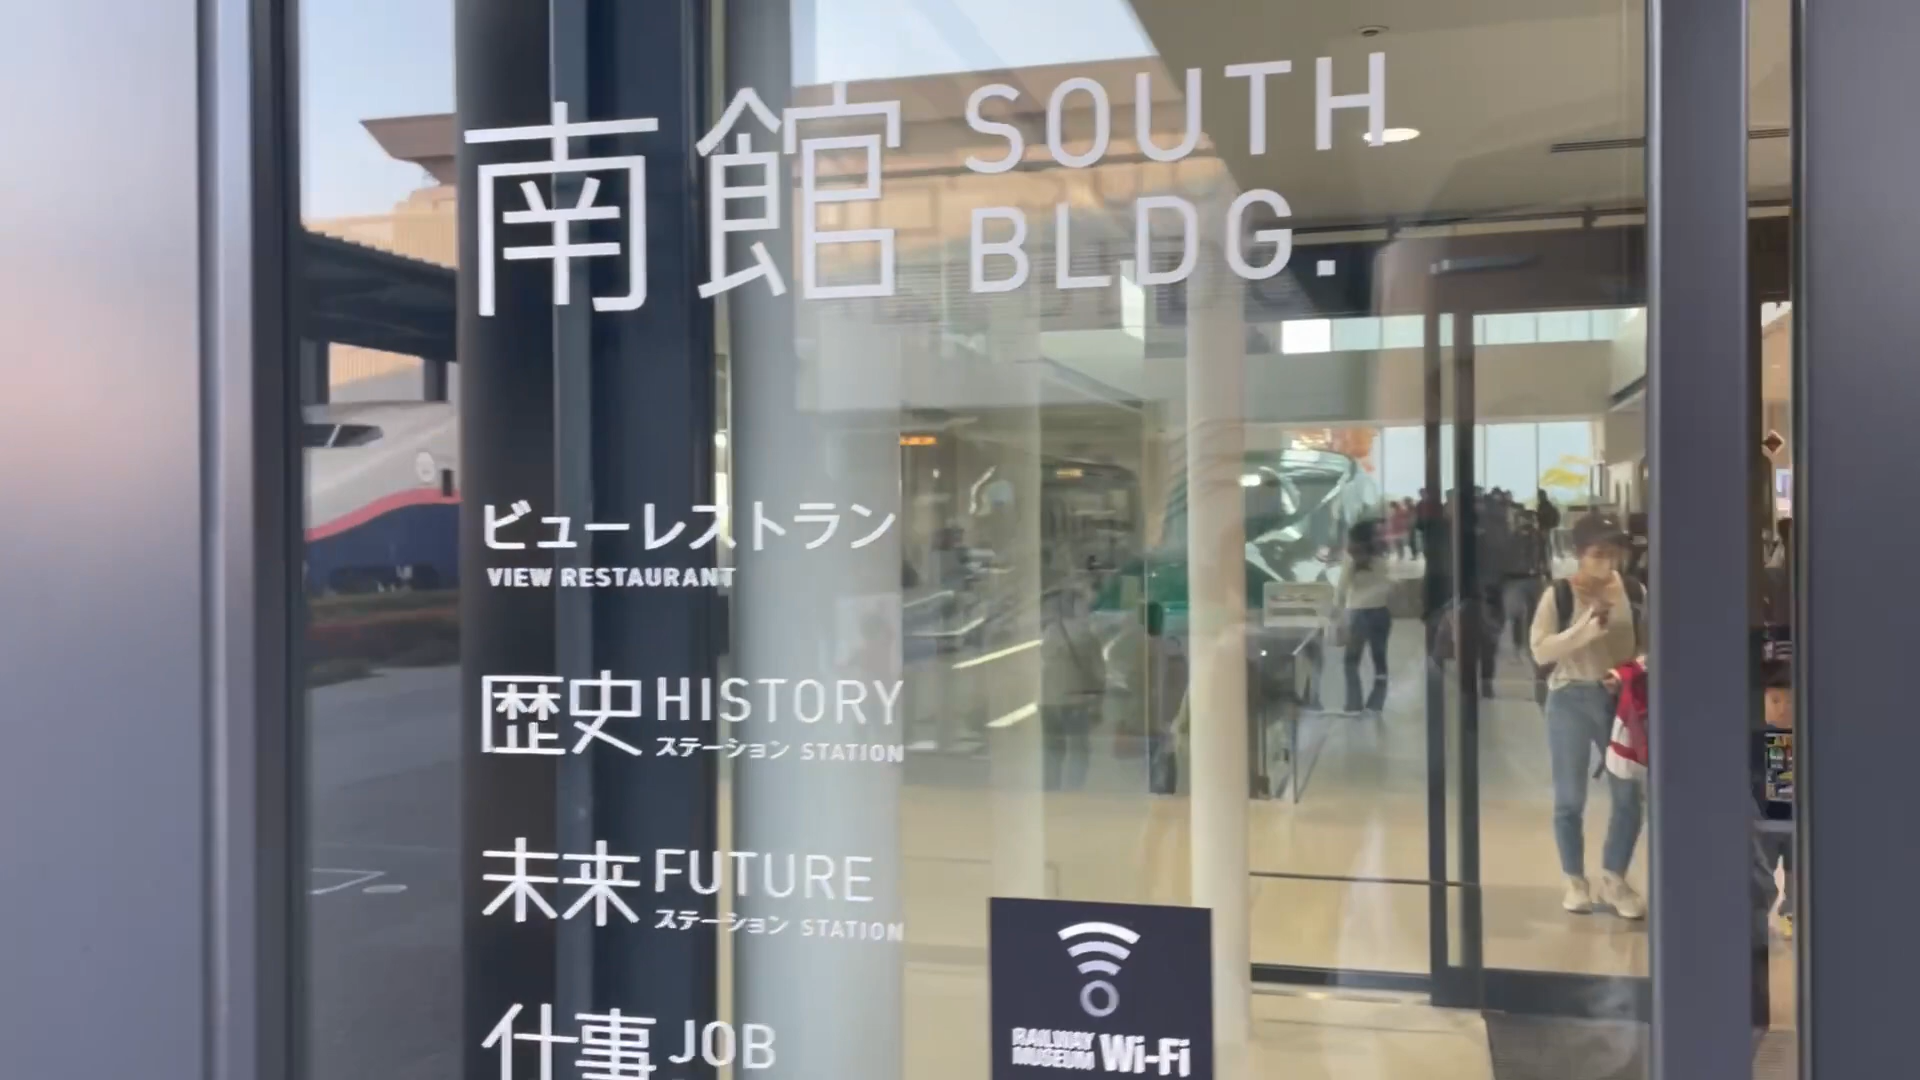 南館 SOUTH
BLDG.
ビューレストラン
VIEW RESTAURANT
歴史 HISTORY
ステーション STATION
未来 FUTURE
ステーション STATION
仕事 JOB
RAILWAY
MUSEUM Wi-Fi